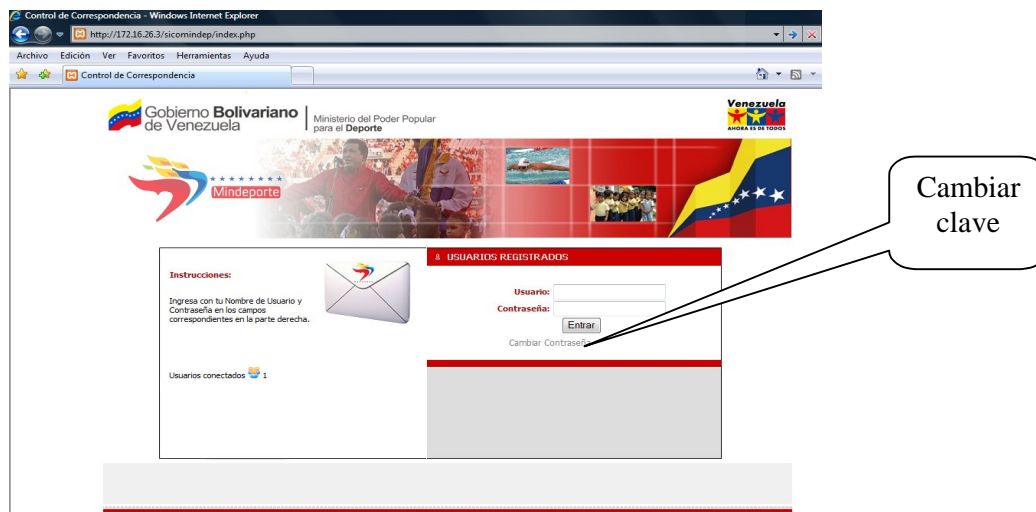 Control de Correspondencia - Windows Internet Explorer
http://172.16.26.3/sicomindep/index.php
Archivo Edición Ver Favoritos Herramientas Ayuda
Control de Correspondencia
Gobierno Bolivariano
de Venezuela
Ministerio del Poder Popular
para el Deporte
Venezuela
AHORA ES DE TODOS
Mindeporte
Instrucciones:
Ingresa con tu Nombre de Usuario y
Contraseña en los campos
correspondientes en la parte derecha.
Usuarios conectados 1
USUARIOS REGISTRADOS
Usuario:
Contraseña:
Entrar
Cambiar Contraseña
Cambiar
clave